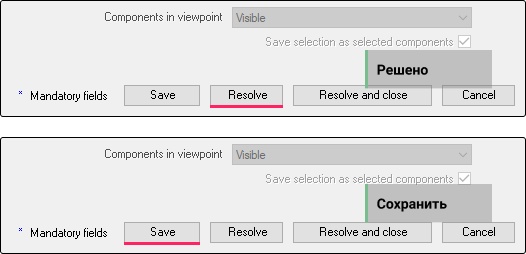 Components in viewpoint Visible
Save selection as selected components
Решено
* Mandatory fields Save Resolve Resolve and close Cancel
Components in viewpoint Visible
Save selection as selected components
Сохранить
* Mandatory fields Save Resolve Resolve and close Cancel